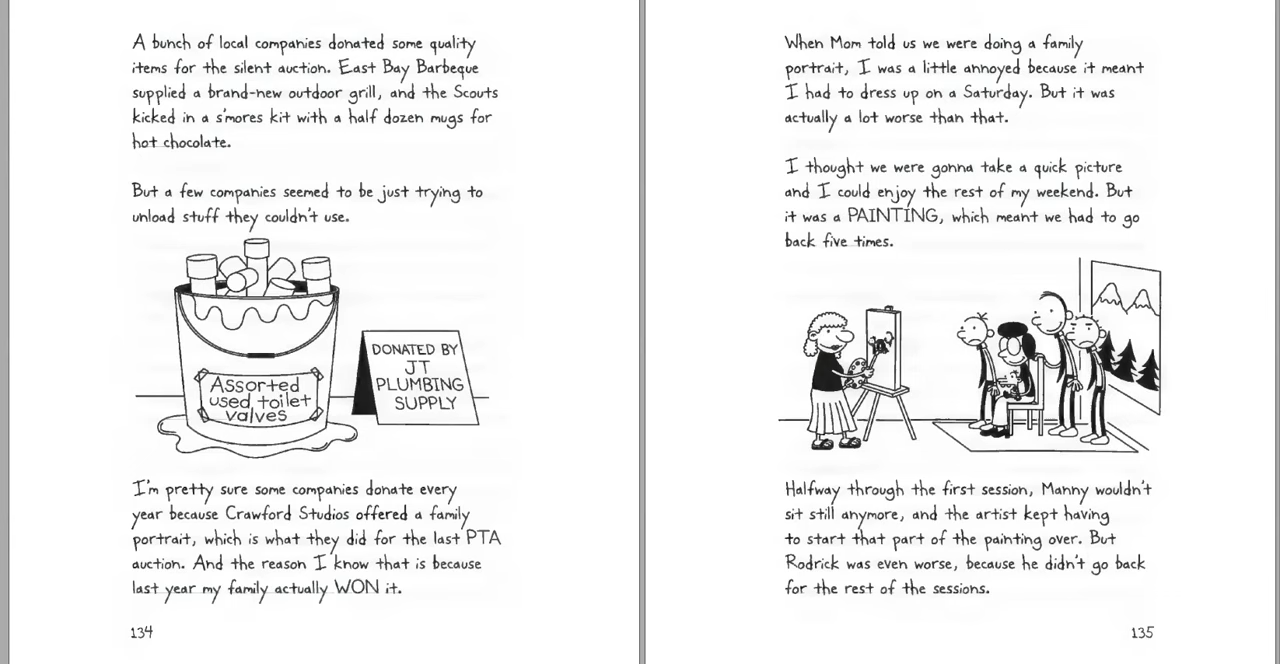 A bunch of local companies donated some quality
items for the silent auction. East Bay Barbeque
supplied a brand-new outdoor grill, and the Scouts
kicked in a s'mores kit with a half dozen mugs for
hot chocolate.
But a few companies seemed to be just trying to
unload stuff they couldn't use.
Assorted
used toilet
valves
DONATED BY
JT
PLUMBING
SUPPLY
I'm pretty sure some companies donate every
year because Crawford Studios offered a family
portrait, which is what they did for the last PTA
auction. And the reason I know that is because
last year my family actually WON it.
134
When Mom told us we were doing a family
portrait, I was a little annoyed because it meant
I had to dress up on a Saturday. But it was
actually a lot worse than that.
I thought we were gonna take a quick picture
and I could enjoy the rest of my weekend. But
it was a PAINTING, which meant we had to go
back five times.
Halfway through the first session, Manny wouldn't
sit still anymore, and the artist kept having
to start that part of the painting over. But
Rodrick was even worse, because he didn't go back
for the rest of the sessions.
135